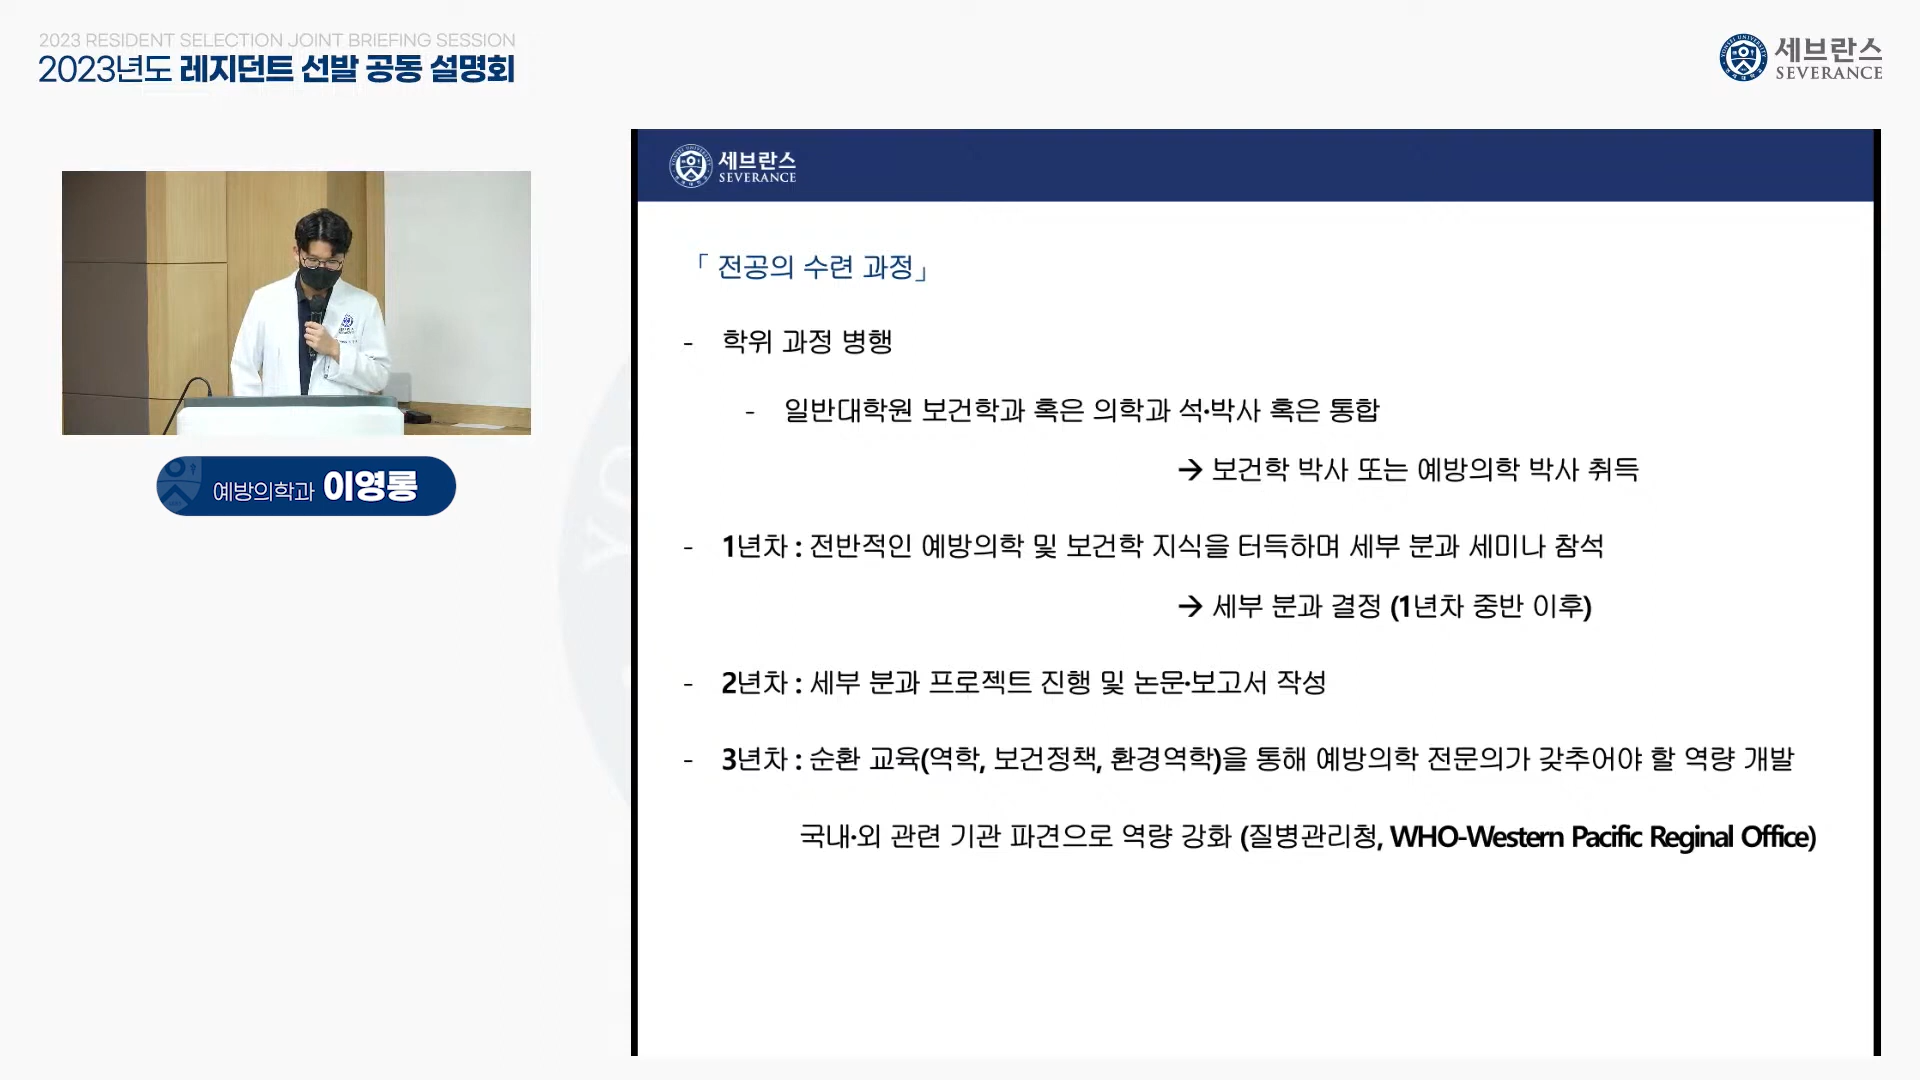 2023 RESIDENT SELECTION JOINT BRIEFING SESSION
2023년도 레지던트 선발 공동 설명회
세브란스
SEVERANCE
예방의학과 이영롱
세브란스
SEVERANCE
「 전공의 수련 과정」
- 학위 과정 병행
- 일반대학원 보건학과 혹은 의학과 석·박사 혹은 통합
→ 보건학 박사 또는 예방의학 박사 취득
- 1년차 : 전반적인 예방의학 및 보건학 지식을 터득하며 세부 분과 세미나 참석
→ 세부 분과 결정 (1년차 중반 이후)
- 2년차 : 세부 분과 프로젝트 진행 및 논문·보고서 작성
- 3년차 : 순환 교육(역학, 보건정책, 환경역학)을 통해 예방의학 전문의가 갖추어야 할 역량 개발
국내·외 관련 기관 파견으로 역량 강화 (질병관리청, WHO-Western Pacific Reginal Office)